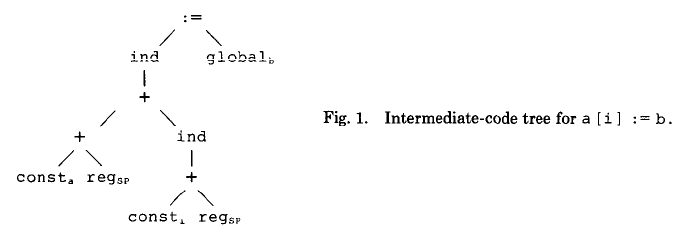 :=
ind global_b
+
Fig. 1. Intermediate-code tree for a[i] := b.
+ ind
const_a reg_SP +
const_i reg_SP